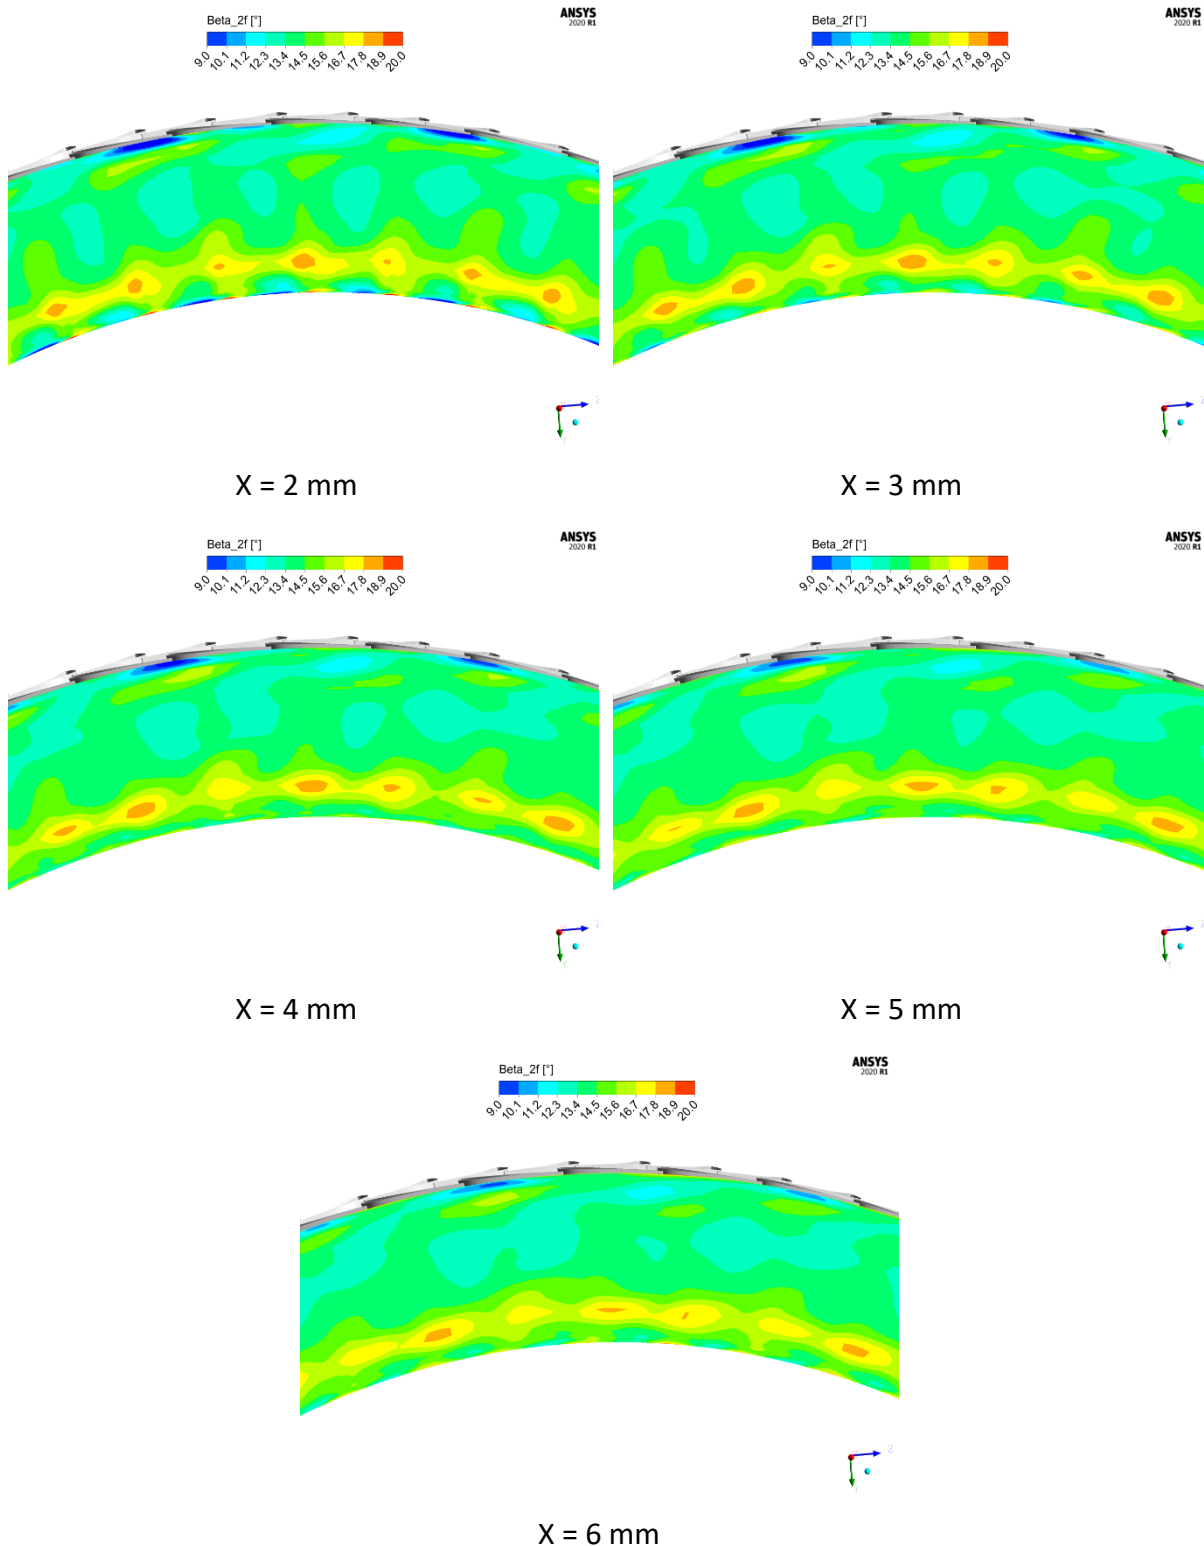 ANSYS
2020 R1
Beta_2f [°]
9.0 10.1 11.2 12.3 13.4 14.5 15.6 16.7 17.8 18.9 20.0
X = 2 mm
ANSYS
2020 R1
Beta_2f [°]
9.0 10.1 11.2 12.3 13.4 14.5 15.6 16.7 17.8 18.9 20.0
X = 3 mm
ANSYS
2020 R1
Beta_2f [°]
9.0 10.1 11.2 12.3 13.4 14.5 15.6 16.7 17.8 18.9 20.0
X = 4 mm
ANSYS
2020 R1
Beta_2f [°]
9.0 10.1 11.2 12.3 13.4 14.5 15.6 16.7 17.8 18.9 20.0
X = 5 mm
ANSYS
2020 R1
Beta_2f [°]
9.0 10.1 11.2 12.3 13.4 14.5 15.6 16.7 17.8 18.9 20.0
Z
Y
X = 6 mm